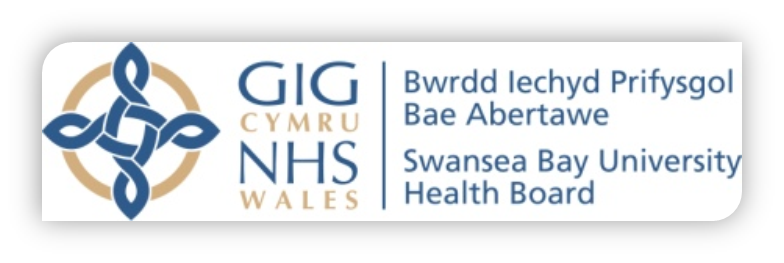 GIG
CYMRU
NHS
WALES
Bwrdd Iechyd Prifysgol
Bae Abertawe
Swansea Bay University
Health Board